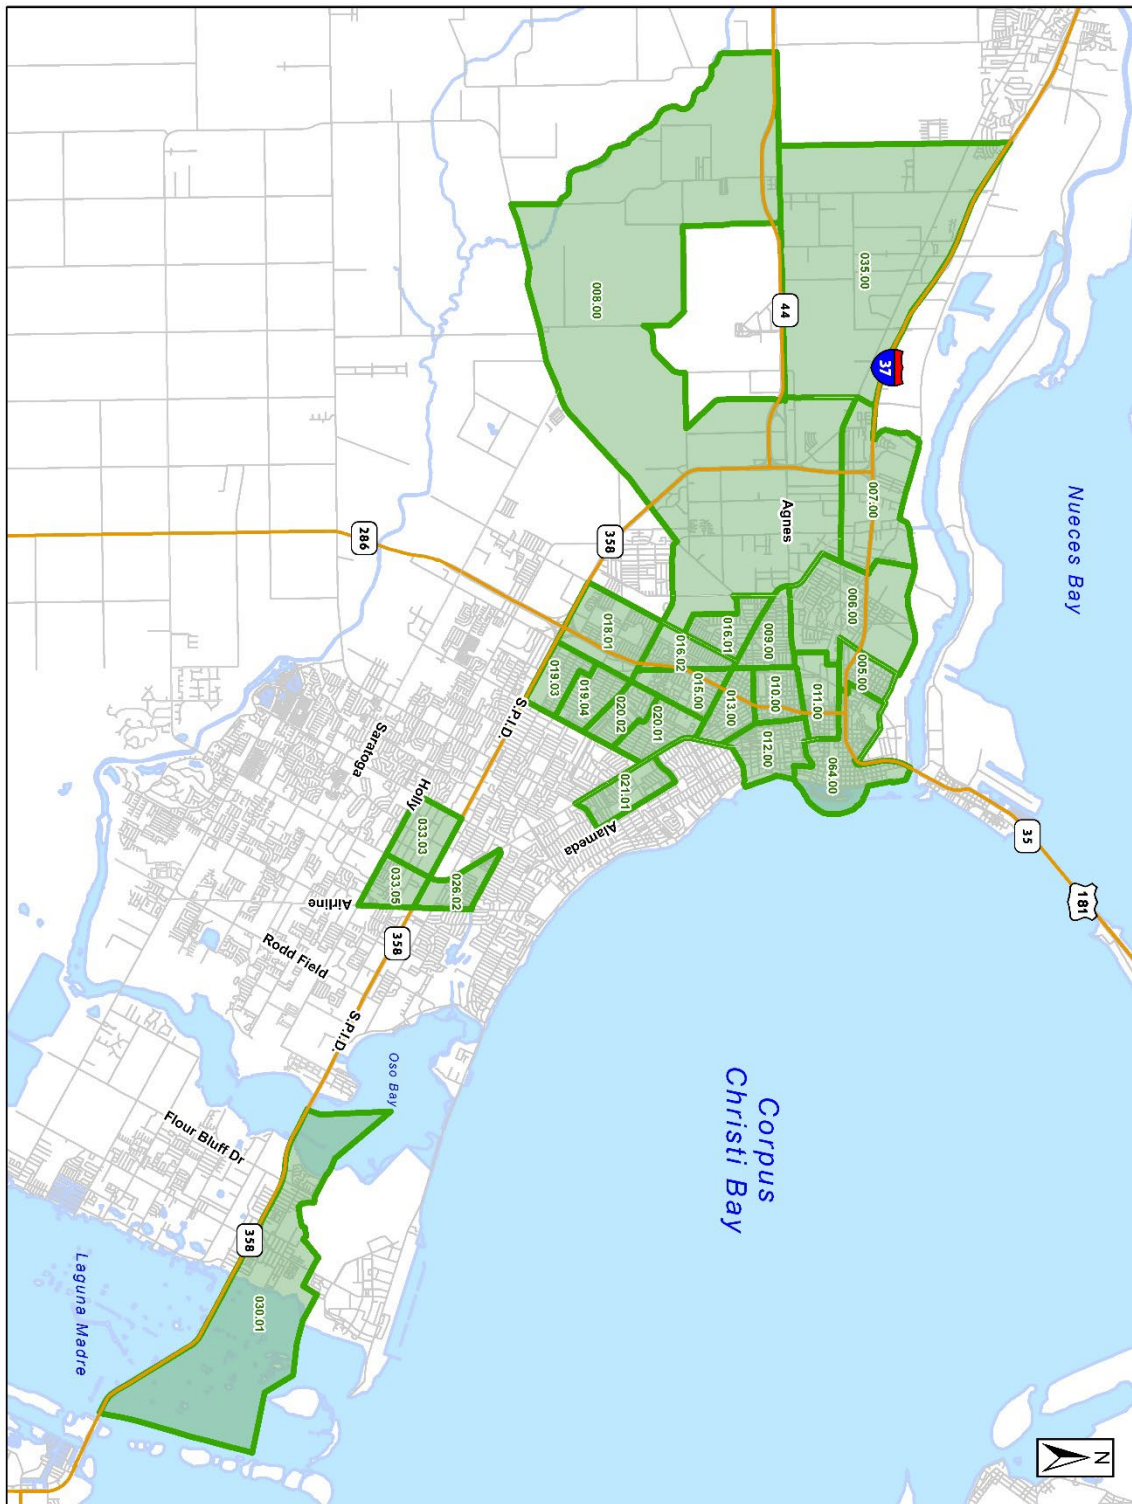 Nueces Bay
Corpus
Christi Bay
Oso Bay
Laguna Madre
N
37
44
358
286
35
181
358
358
035.00
008.00
007.00
006.00
005.00
Agnes
009.00
016.01
016.02
018.01
011.00
010.00
013.00
015.00
064.00
012.00
020.01
020.02
019.04
019.03
021.01
S.P.I.D.
Alameda
Saratoga
Holly
033.03
033.05
026.02
Airline
Rodd Field
S.P.I.D.
Flour Bluff Dr
030.01